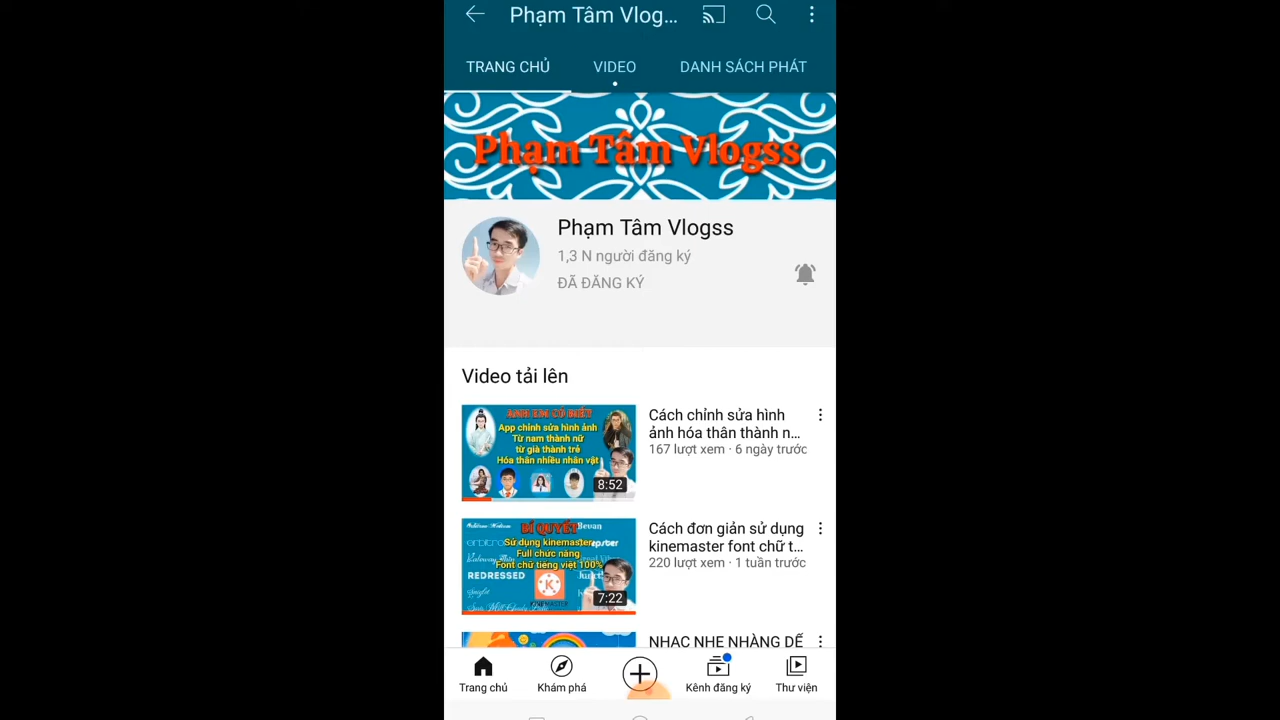 Phạm Tâm Vlog...
TRANG CHỦ
VIDEO
DANH SÁCH PHÁT
Phạm Tâm Vlogss
Phạm Tâm Vlogss
1,3 N người đăng ký
ĐÃ ĐĂNG KÝ
Video tải lên
App chỉnh sửa hình ảnh
Từ nam thành nữ
từ già thành trẻ
Hóa thân nhiều nhân vật
8:52
Cách chỉnh sửa hình
ảnh hóa thân thành n...
167 lượt xem · 6 ngày trước
BÍ QUYẾT
Bevan
Sử dụng kinemaster
Full chức năng
Font chữ tiếng việt 100%
REDRESSED
KINEMASTER
7:22
Cách đơn giản sử dụng
kinemaster font chữ t...
220 lượt xem · 1 tuần trước
NHẠC NHẸ NHÀNG DỄ
Trang chủ
Khám phá
Kênh đăng ký
Thư viện